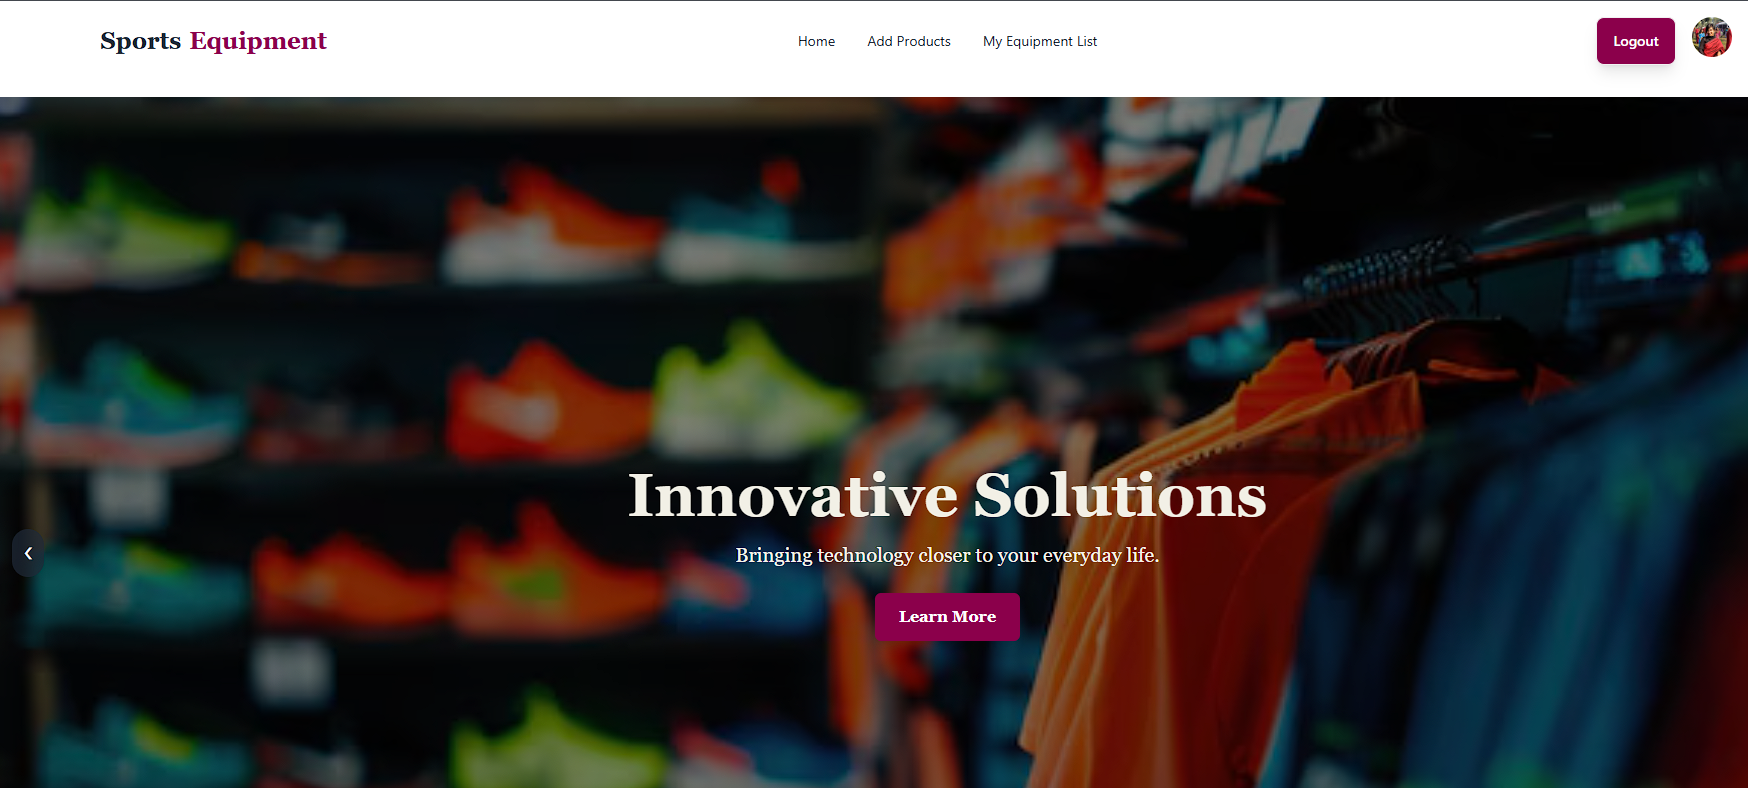 Sports Equipment
Home Add Products My Equipment List
Logout
Innovative Solutions
Bringing technology closer to your everyday life.
Learn More